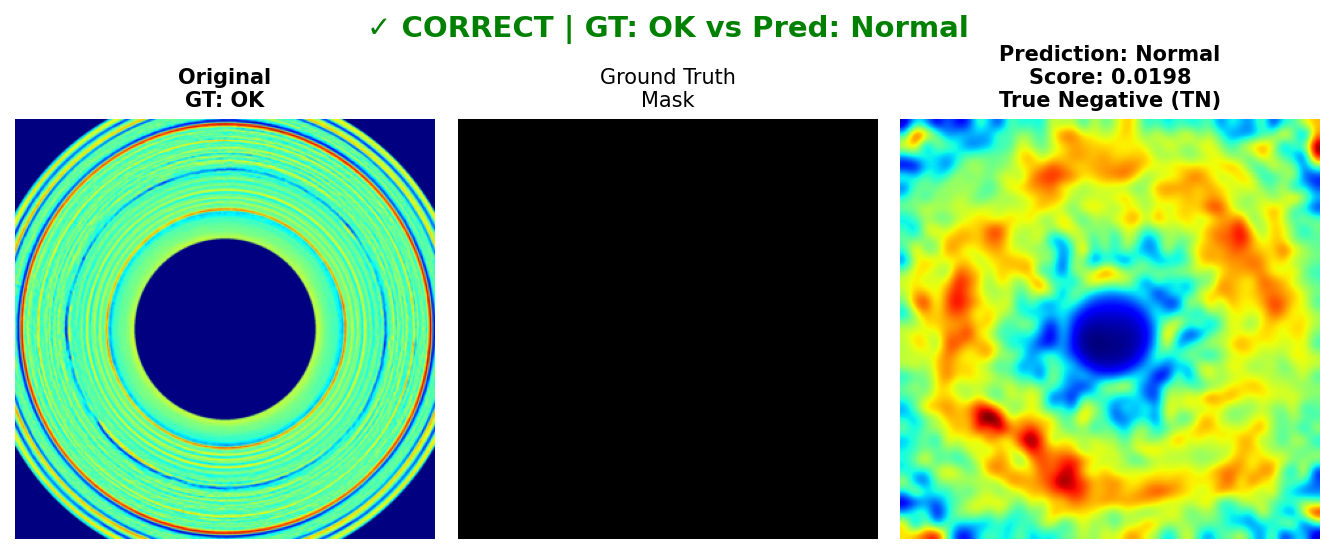 ✓ CORRECT | GT: OK vs Pred: Normal
Original
GT: OK
Ground Truth
Mask
Prediction: Normal
Score: 0.0198
True Negative (TN)